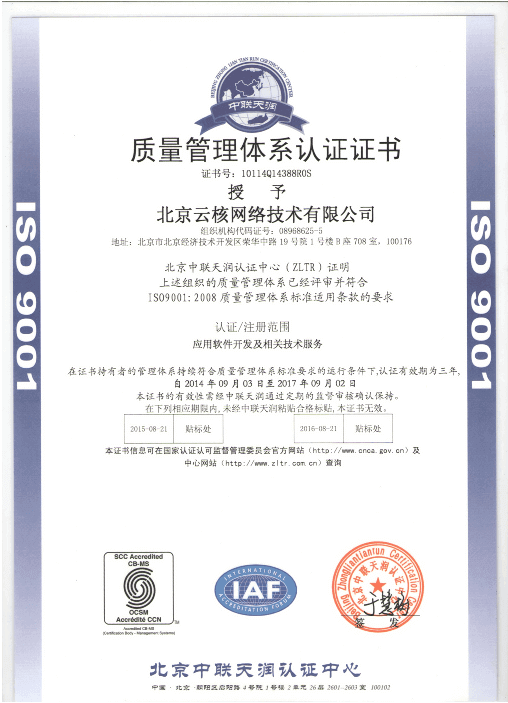 BEIJING ZHONG LIAN TIAN RUN CERTIFICATION CENTER
中联天润
质量管理体系认证证书
证书号：10114Q14388R0S
授 予
北京云核网络技术有限公司
组织机构代码证号：08968625-5
地址：北京市北京经济技术开发区荣华中路 19 号院 1 号楼 B 座 708 室，100176
北京中联天润认证中心（ZLTR）证明
上述组织的质量管理体系已经评审并符合
ISO9001:2008 质量管理体系标准适用条款的要求
认证/注册范围
应用软件开发及相关技术服务
在证书持有者的管理体系持续符合质量管理体系标准要求的运行条件下,认证有效期为三年,
自 2014 年 09 月 03 日至 2017 年 09 月 02 日
本证书的有效性需经中联天润通过定期的监督审核确认保持。
在下列相应期限内,未经中联天润粘贴合格标贴,本证书无效。
2015-08-21 贴标处 2016-08-21 贴标处
本证书信息可在国家认证认可监督管理委员会官方网站（http://www.cnca.gov.cn）及
中心网站（http://www.zltr.com.cn）查询
ISO 9001
ISO 9001
SCC Accredited
CB-MS
OCSM
Accrédité CCN
Accredited CB-MS
(Certification Body - Management Systems)
INTERNATIONAL
IAF
ACCREDITATION FORUM
Beijing Zhongliantianrun Certification
北京中联天润认证中心
签 发
北京中联天润认证中心
中国·北京·朝阳区启阳路 4 号院 1 号楼 2 单元 26 层 2601-2603 室 100102